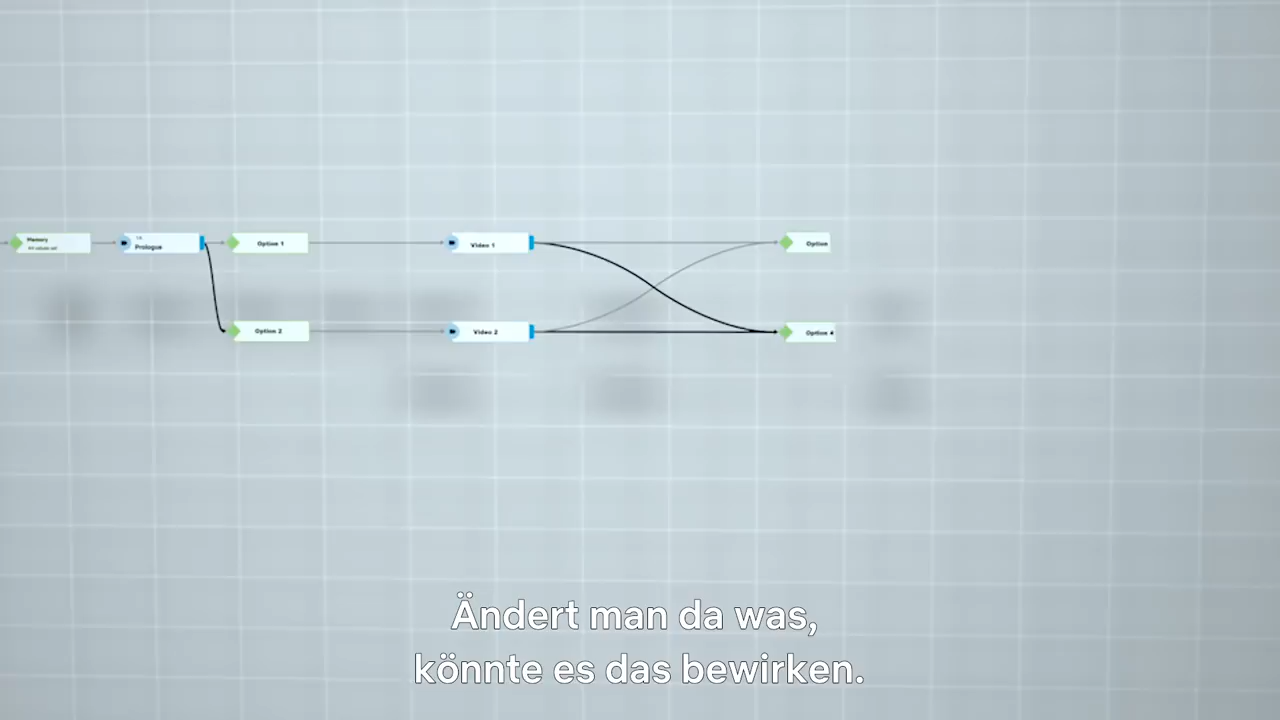 Memory
Prologue
Option 1
Video 1
Option
Option 2
Video 2
Option 4
Ändert man da was,
könnte es das bewirken.